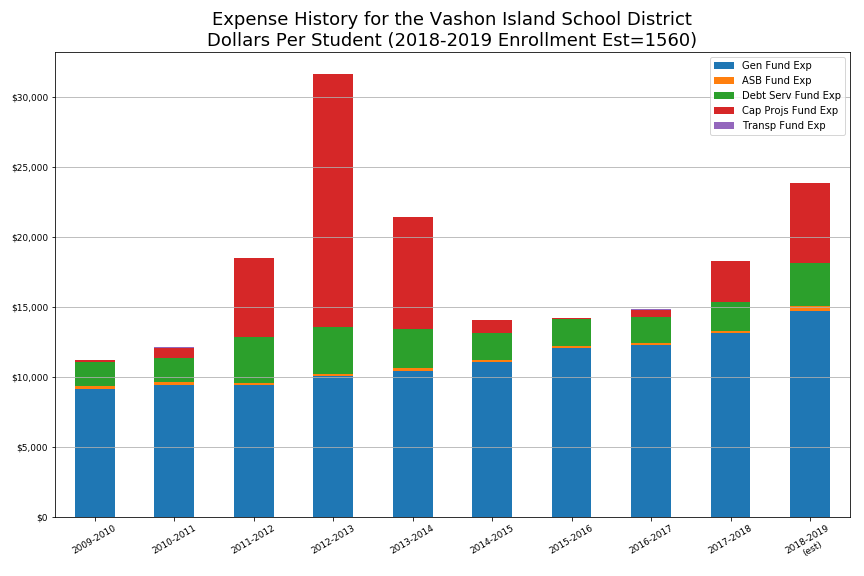 Expense History for the Vashon Island School District
Dollars Per Student (2018-2019 Enrollment Est=1560)
Gen Fund Exp
ASB Fund Exp
Debt Serv Fund Exp
Cap Projs Fund Exp
Transp Fund Exp
$30,000
$25,000
$20,000
$15,000
$10,000
$5,000
$0
2009-2010
2010-2011
2011-2012
2012-2013
2013-2014
2014-2015
2015-2016
2016-2017
2017-2018
2018-2019
(est)